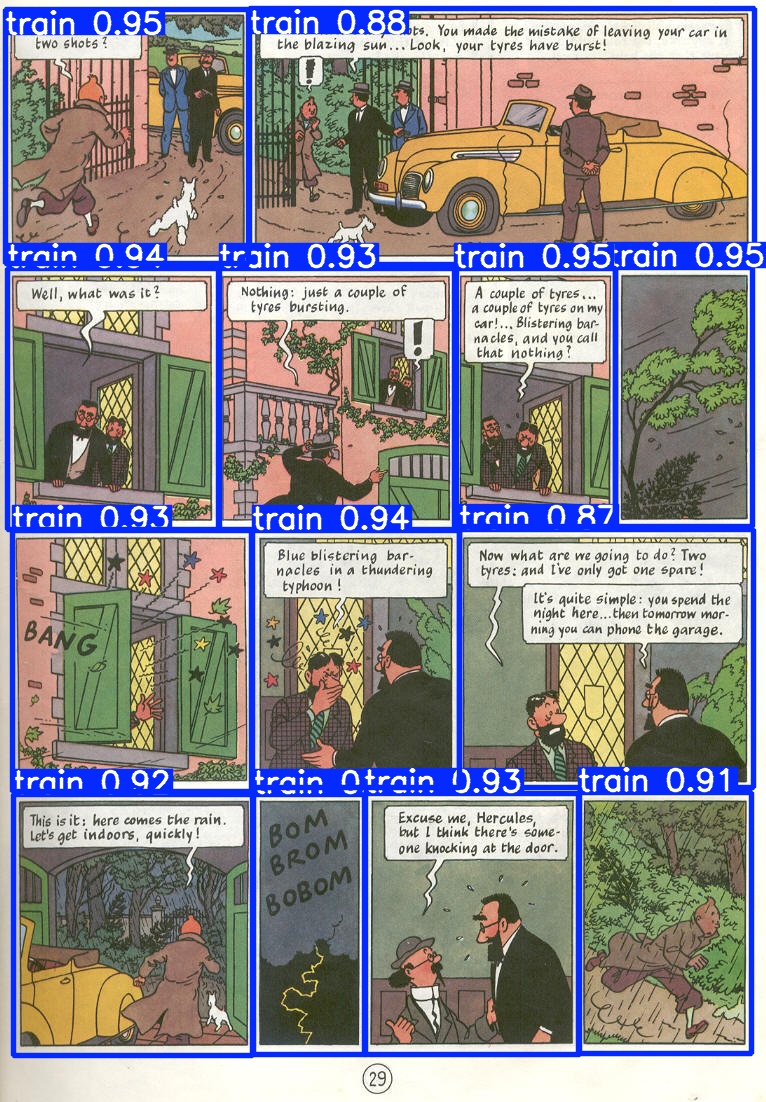 train 0.95
train 0.88
two shots?
ots. You made the mistake of leaving your car in
the blazing sun... Look, your tyres have burst!
!
train 0.94
train 0.93
train 0.95
train 0.95
Well, what was it?
Nothing: just a couple of
tyres bursting.
!
A couple of tyres...
a couple of tyres on my
car!... Blistering bar-
nacles, and you call
that nothing?
train 0.93
train 0.94
train 0.87
BANG
Blue blistering bar-
nacles in a thundering
typhoon!
Now what are we going to do? Two
tyres: and I've only got one spare!
It's quite simple: you spend the
night here...then tomorrow mor-
ning you can phone the garage.
train 0.92
train
train 0.93
train 0.91
This is it: here comes the rain.
Let's get indoors, quickly!
BOM
BROM
BOBOM
Excuse me, Hercules,
but I think there's some-
one knocking at the door.
29